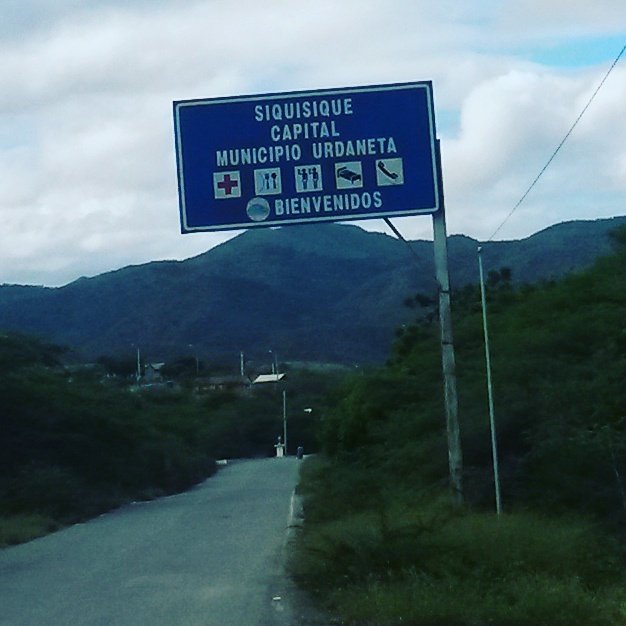 SIQUISIQUE
CAPITAL
MUNICIPIO URDANETA
BIENVENIDOS